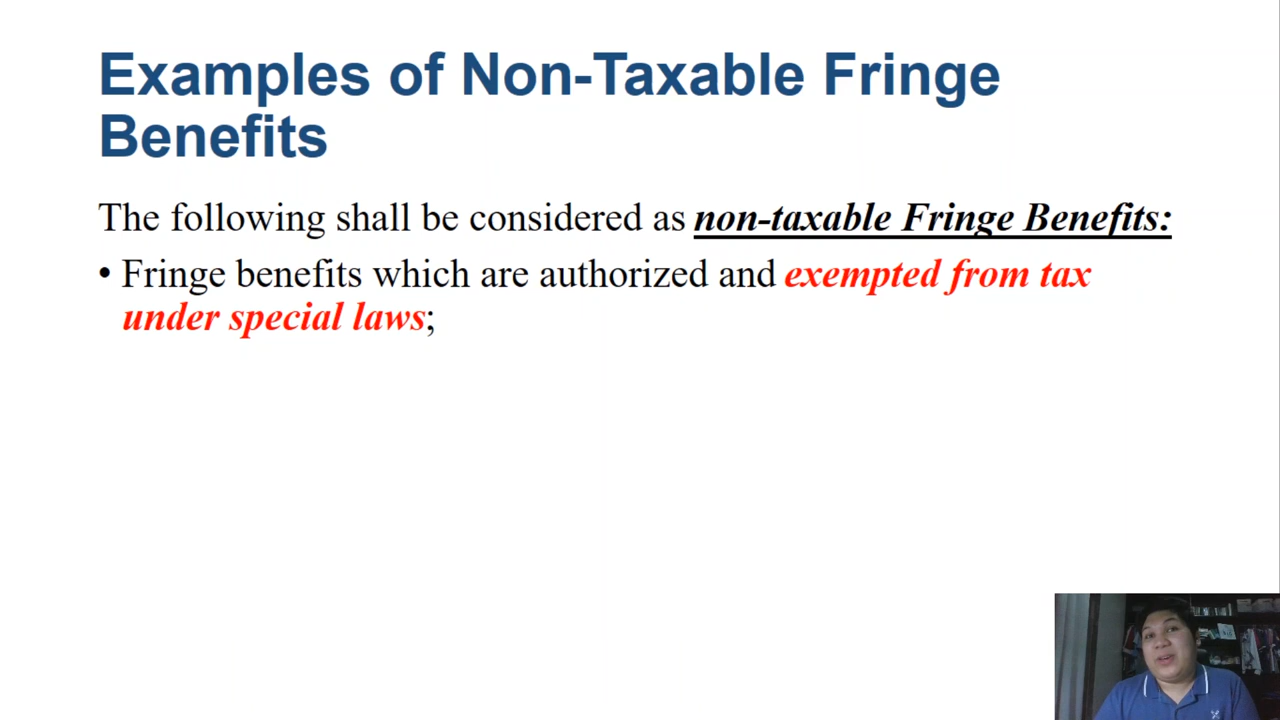 Examples of Non-Taxable Fringe
Benefits
The following shall be considered as non-taxable Fringe Benefits:
• Fringe benefits which are authorized and exempted from tax
under special laws;